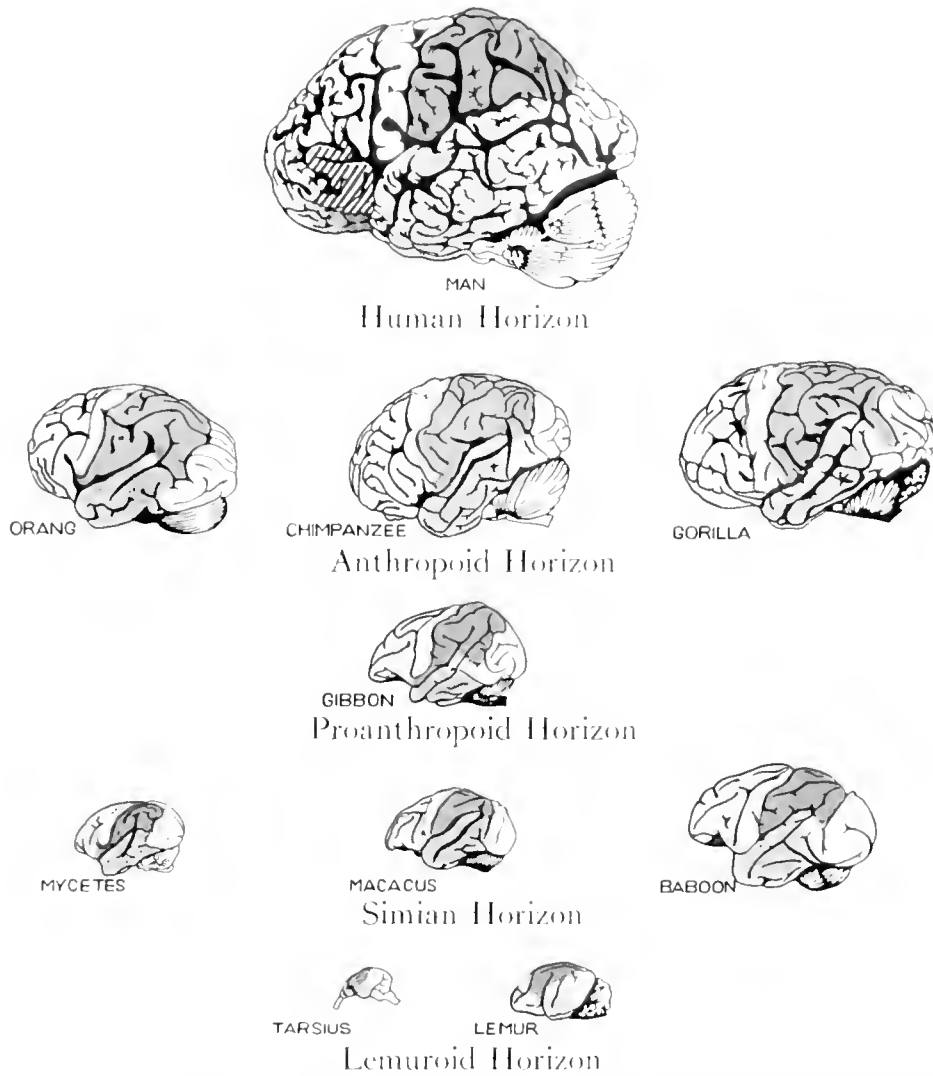 MAN
Human Horizon
ORANG
CHIMPANZEE
GORILLA
Anthropoid Horizon
GIBBON
Proanthropoid Horizon
MYCETES
MACACUS
BABOON
Simian Horizon
TARSIUS
LEMUR
Lemuroid Horizon